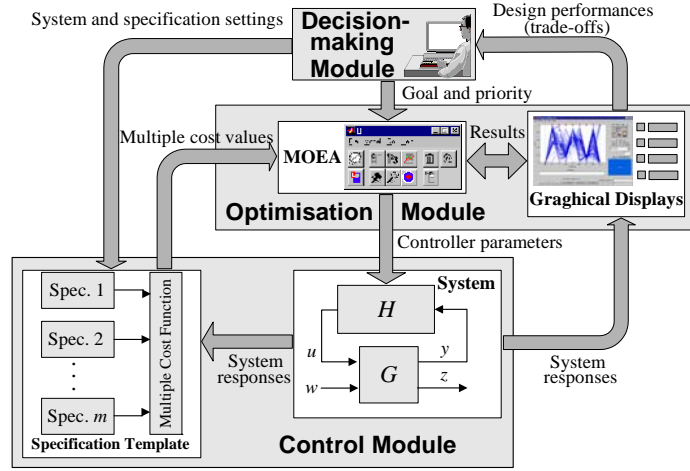 System and specification settings
Decision-
making
Module
Design performances
(trade-offs)
Goal and priority
Multiple cost values
MOEA
Results
Graghical Displays
Optimisation Module
Controller parameters
Spec. 1
Spec. 2
Spec. m
Multiple Cost Function
Specification Template
System
responses
System
H
G
u
w
y
z
System
responses
Control Module